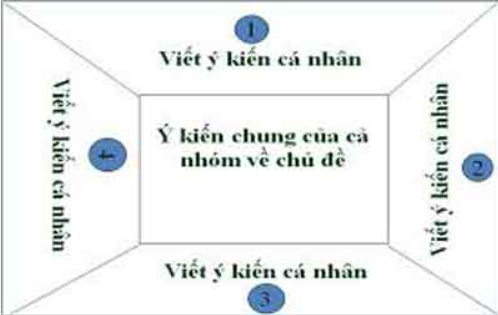 1
Viết ý kiến cá nhân
Viết ý kiến cá nhân
4
Ý kiến chung của cả
nhóm về chủ đề
Viết ý kiến cá nhân
2
Viết ý kiến cá nhân
3